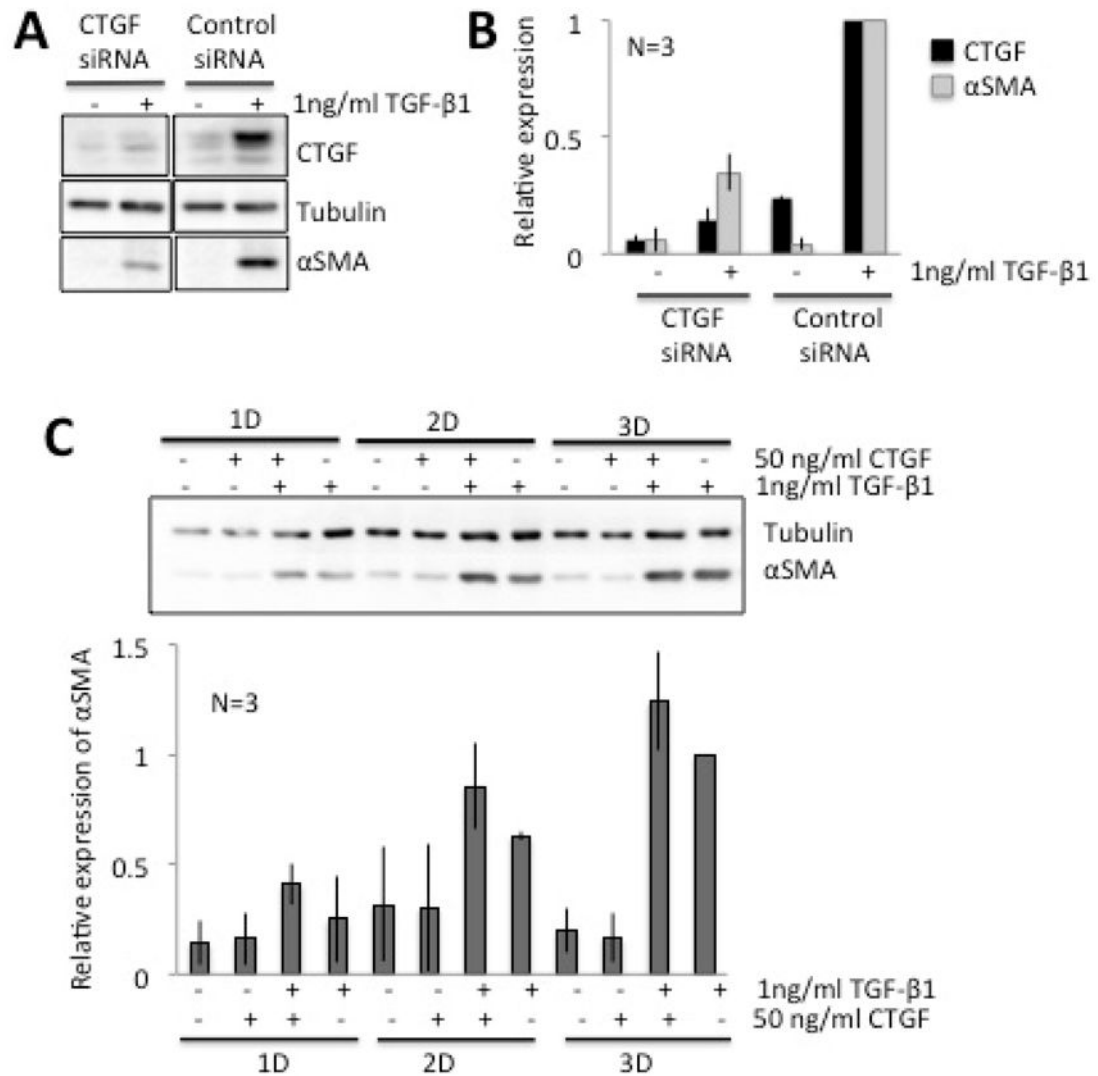 A
CTGF siRNA
Control siRNA
- + - + 1ng/ml TGF-β1
CTGF
Tubulin
αSMA
B
Relative expression
1
0.5
0
N=3
CTGF
αSMA
- + - + 1ng/ml TGF-β1
CTGF siRNA
Control siRNA
C
1D 2D 3D
- + + - - + + - - + + - 50 ng/ml CTGF
- - + + - - + + - - + + 1ng/ml TGF-β1
Tubulin
αSMA
Relative expression of αSMA
1.5
1
0.5
0
N=3
- - + + - - + + - - + + 1ng/ml TGF-β1
- + + - - + + - - + + - 50 ng/ml CTGF
1D 2D 3D